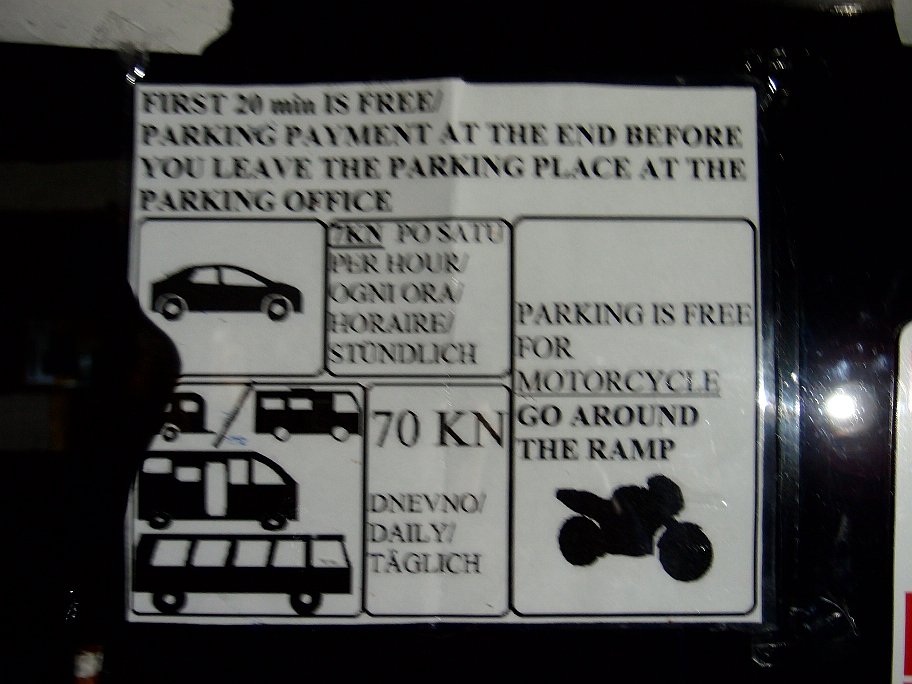 FIRST 20 min IS FREE/
PARKING PAYMENT AT THE END BEFORE
YOU LEAVE THE PARKING PLACE AT THE
PARKING OFFICE
7KN PO SATU
PER HOUR/
OGNI ORA/
HORAIRE/
STÜNDLICH
PARKING IS FREE
FOR
MOTORCYCLE
GO AROUND
THE RAMP
70 KN
DNEVNO/
DAILY/
TÄGLICH